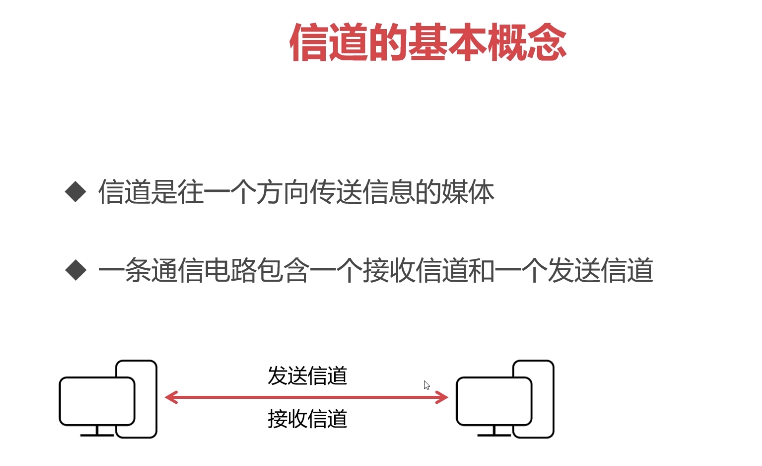 信道的基本概念
信道是往一个方向传送信息的媒体
一条通信电路包含一个接收信道和一个发送信道
发送信道
接收信道